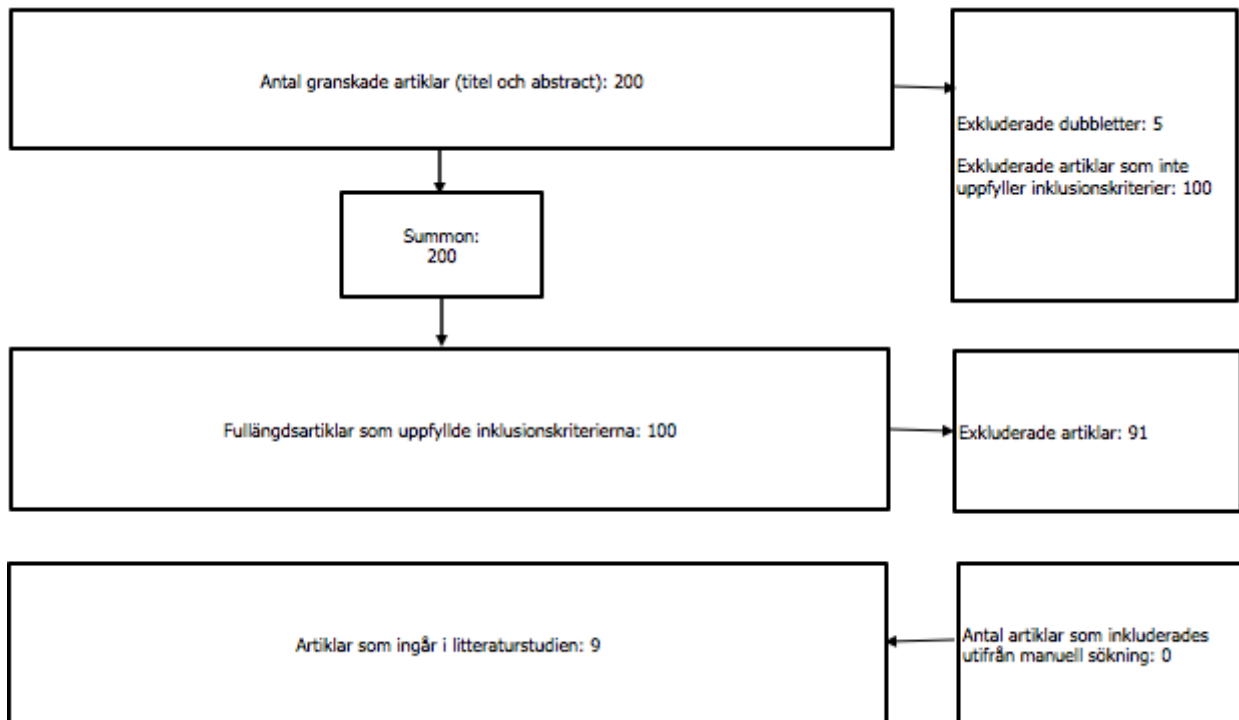 Antal granskade artiklar (titel och abstract): 200
Exkluderade dubbletter: 5
Exkluderade artiklar som inte
uppfyller inklusionskriterier: 100
Summon:
200
Fullängdsartiklar som uppfyllde inklusionskriterierna: 100
Exkluderade artiklar: 91
Artiklar som ingår i litteraturstudien: 9
Antal artiklar som inkluderades
utifrån manuell sökning: 0